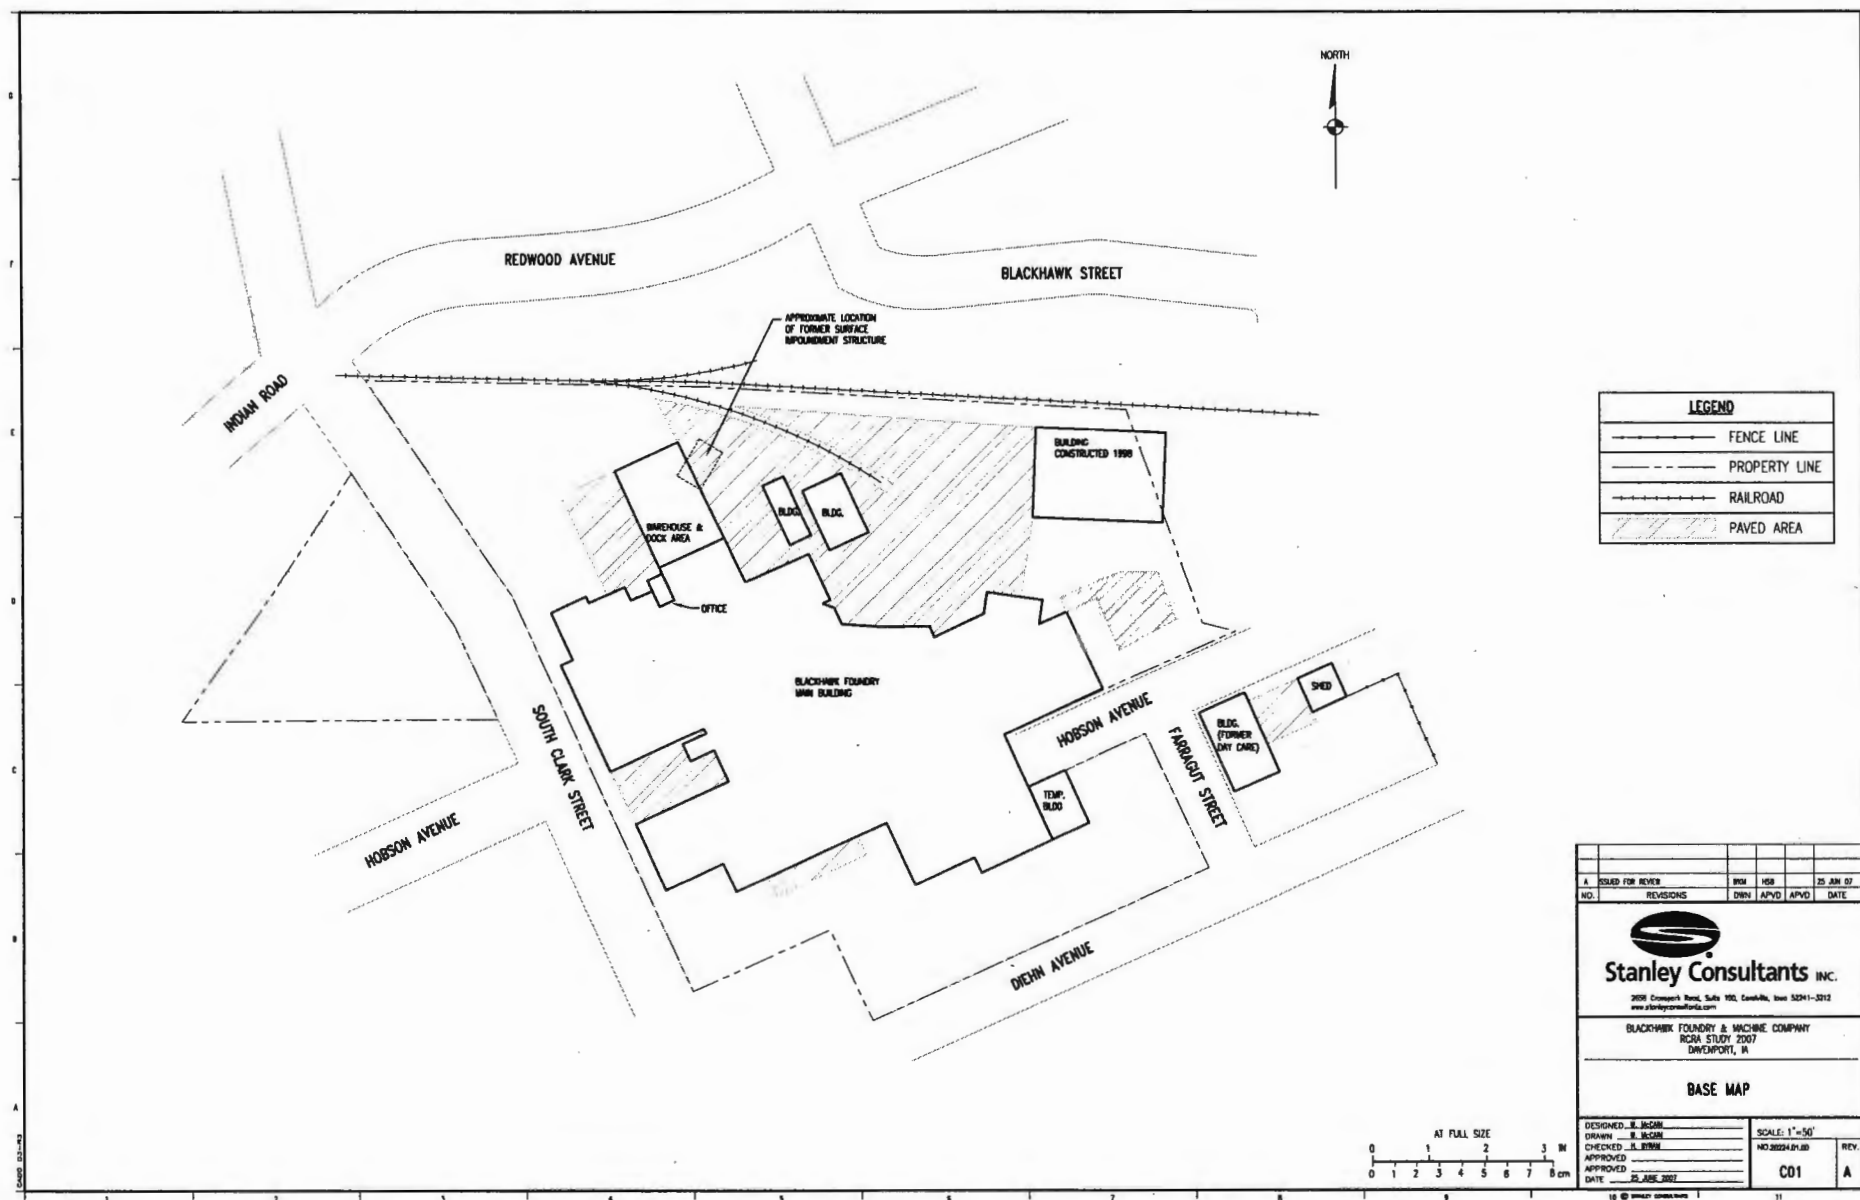 NORTH
REDWOOD AVENUE
BLACKHAWK STREET
APPROXIMATE LOCATION
OF FORMER SURFACE
IMPOUNDMENT STRUCTURE
INDIAN ROAD
BUILDING
CONSTRUCTED 1998
LEGEND
FENCE LINE
PROPERTY LINE
RAILROAD
PAVED AREA
WAREHOUSE &
DOCK AREA
BLDG.
BLDG.
OFFICE
BLACKHAWK FOUNDRY
MAIN BUILDING
SHED
BLDG.
(FORMER
DAY CARE)
HOBSON AVENUE
FARRAGUT STREET
SOUTH CLARK STREET
TEMP.
BLDG
HOBSON AVENUE
DIEHN AVENUE
A ISSUED FOR REVIEW 25 JUN 07
NO. REVISIONS DWN APVD APVD DATE
Stanley Consultants INC.
www.stanleyconsultants.com
BLACKHAWK FOUNDRY & MACHINE COMPANY
RCRA STUDY 2007
DAVENPORT, IA
BASE MAP
DESIGNED
DRAWN
CHECKED
APPROVED
APPROVED
DATE 25 JUNE 2007
SCALE: 1"=50'
C01
REV.
A
AT FULL SIZE
0 1 2 3 IN
0 1 2 3 4 5 6 7 8 cm